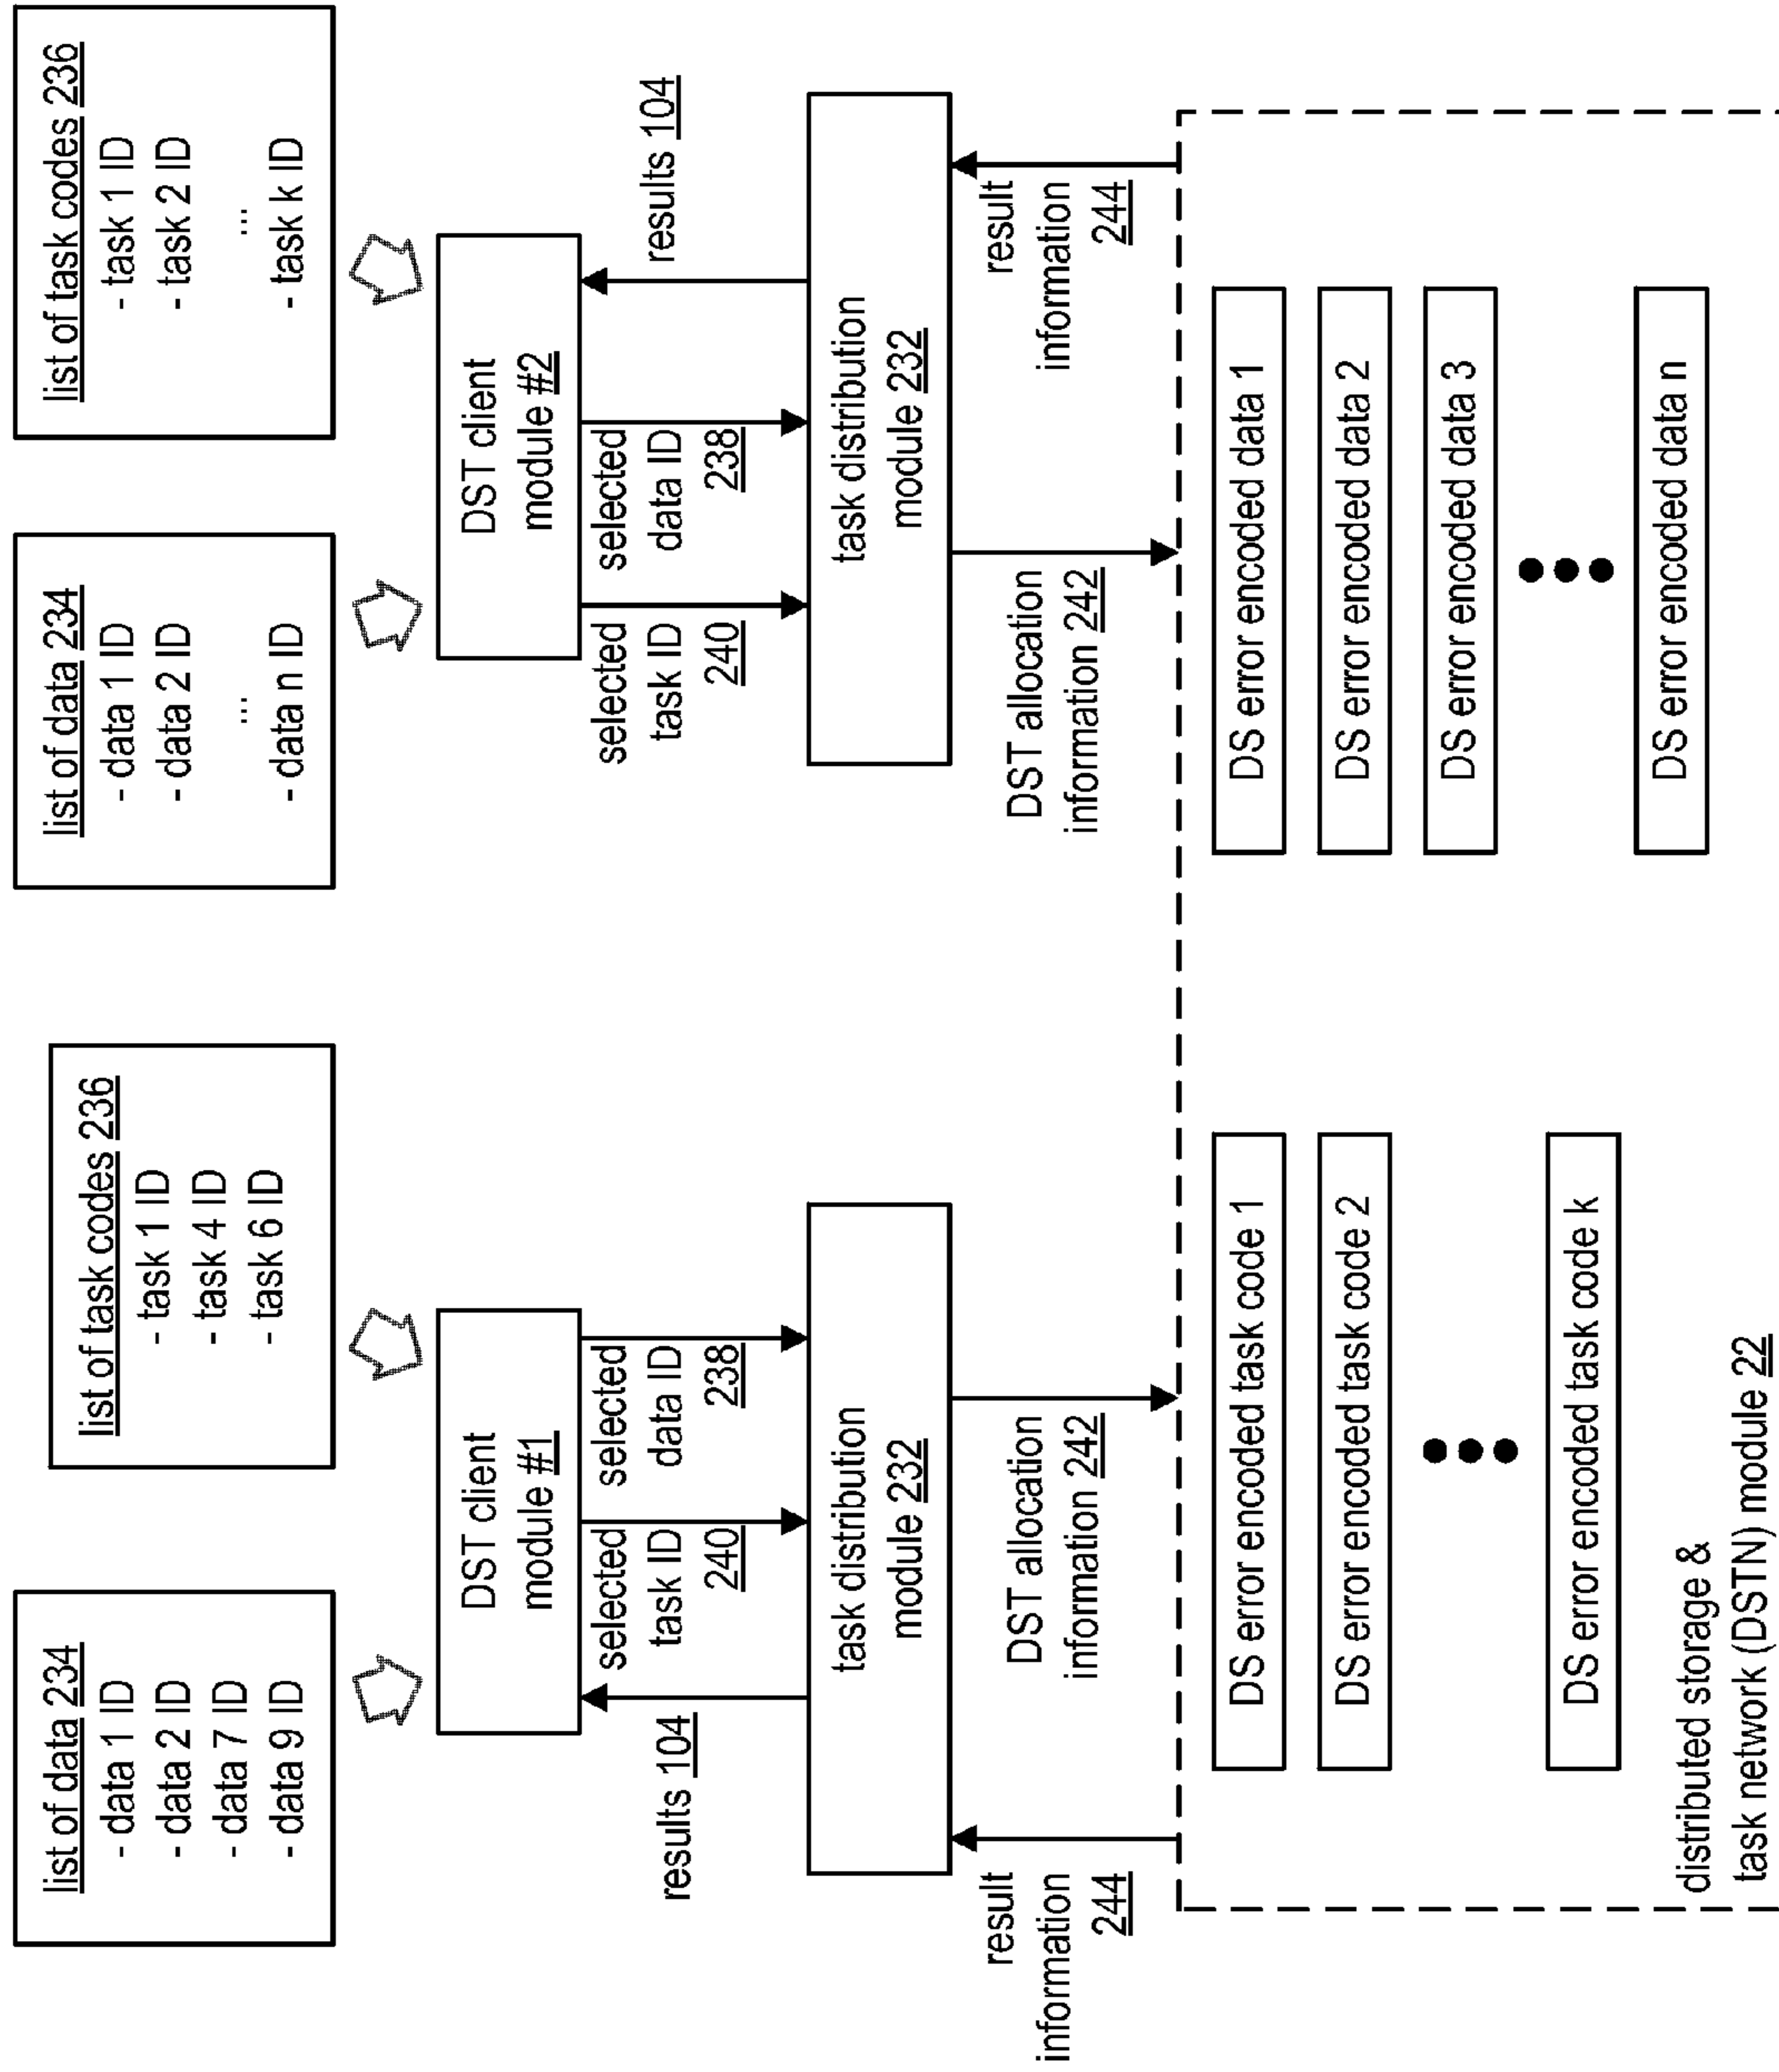 list of data 234
- data 1 ID
- data 2 ID
- data 7 ID
- data 9 ID
list of task codes 236
- task 1 ID
- task 4 ID
- task 6 ID
DST client
module #1
results 104
selected
task ID
240
selected
data ID
238
task distribution
module 232
result
information
244
DST allocation
information 242
list of data 234
- data 1 ID
- data 2 ID
...
- data n ID
list of task codes 236
- task 1 ID
- task 2 ID
...
- task k ID
DST client
module #2
selected
task ID
240
selected
data ID
238
results 104
task distribution
module 232
DST allocation
information 242
result
information
244
DS error encoded task code 1
DS error encoded task code 2
DS error encoded task code k
DS error encoded data 1
DS error encoded data 2
DS error encoded data 3
DS error encoded data n
distributed storage &
task network (DSTN) module 22